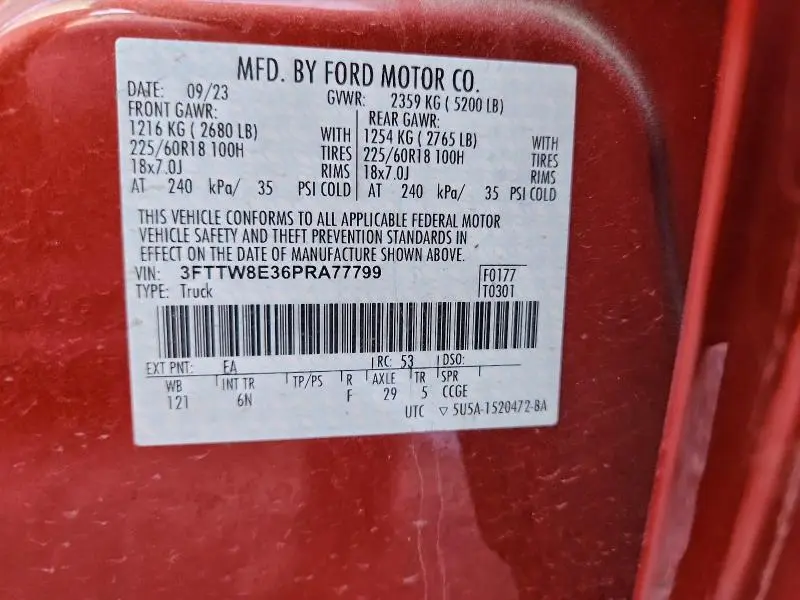 MFD. BY FORD MOTOR CO.
DATE: 09/23 GVWR: 2359 KG ( 5200 LB)
FRONT GAWR: REAR GAWR:
1216 KG ( 2680 LB) WITH 1254 KG ( 2765 LB) WITH
225/60R18 100H TIRES 225/60R18 100H TIRES
18x7.0J RIMS 18x7.0J RIMS
AT 240 kPa/ 35 PSI COLD AT 240 kPa/ 35 PSI COLD
THIS VEHICLE CONFORMS TO ALL APPLICABLE FEDERAL MOTOR
VEHICLE SAFETY AND THEFT PREVENTION STANDARDS IN
EFFECT ON THE DATE OF MANUFACTURE SHOWN ABOVE.
VIN: 3FTTW8E36PRA77799 F0177
TYPE: Truck T0301
EXT PNT: EA RC: 53 DSO:
WB INT TR TP/PS R AXLE TR SPR
121 6N F 29 5 CCGE
UTC ▽ 5U5A-1520472-BA